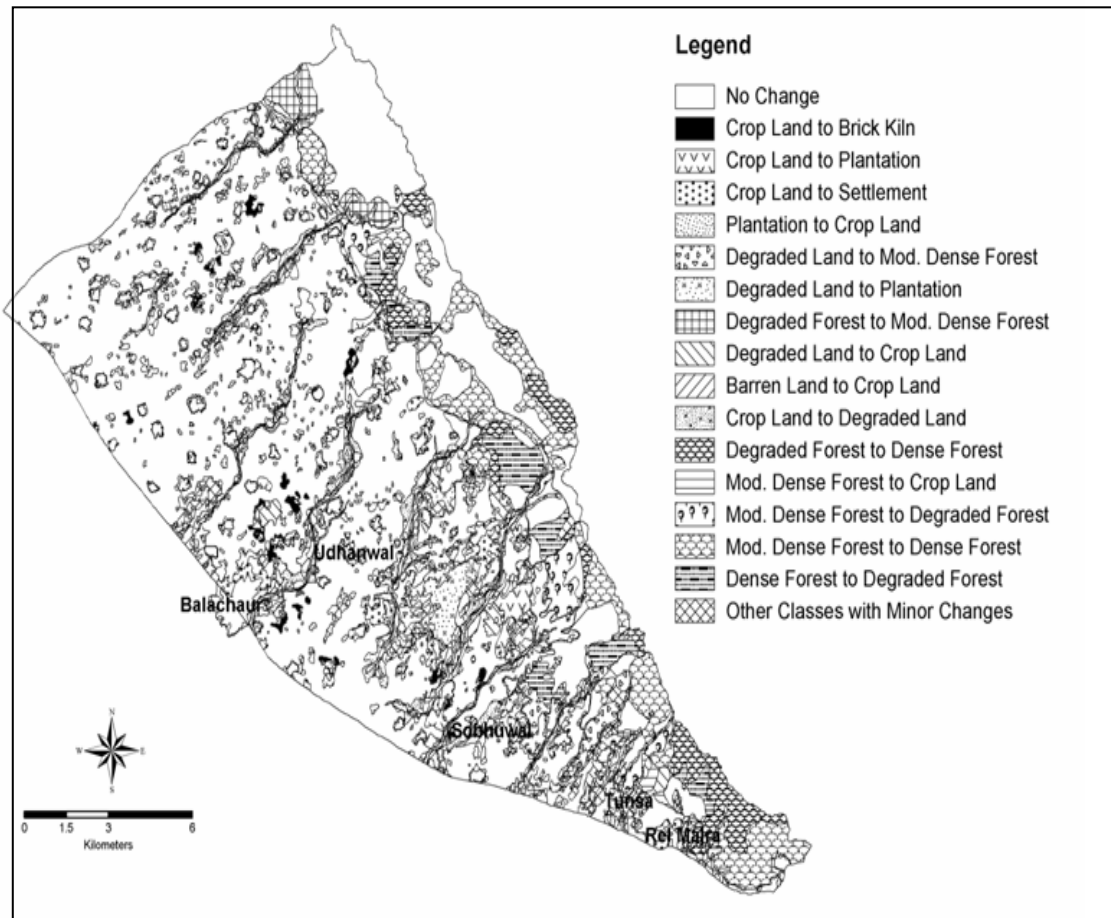 Legend
No Change
Crop Land to Brick Kiln
Crop Land to Plantation
Crop Land to Settlement
Plantation to Crop Land
Degraded Land to Mod. Dense Forest
Degraded Land to Plantation
Degraded Forest to Mod. Dense Forest
Degraded Land to Crop Land
Barren Land to Crop Land
Crop Land to Degraded Land
Degraded Forest to Dense Forest
Mod. Dense Forest to Crop Land
Mod. Dense Forest to Degraded Forest
Mod. Dense Forest to Dense Forest
Dense Forest to Degraded Forest
Other Classes with Minor Changes
Udhanwal
Balachaur
Sobhuwal
Tunsa
Rel Majra
N
W E
S
0 1.5 3 6
Kilometers